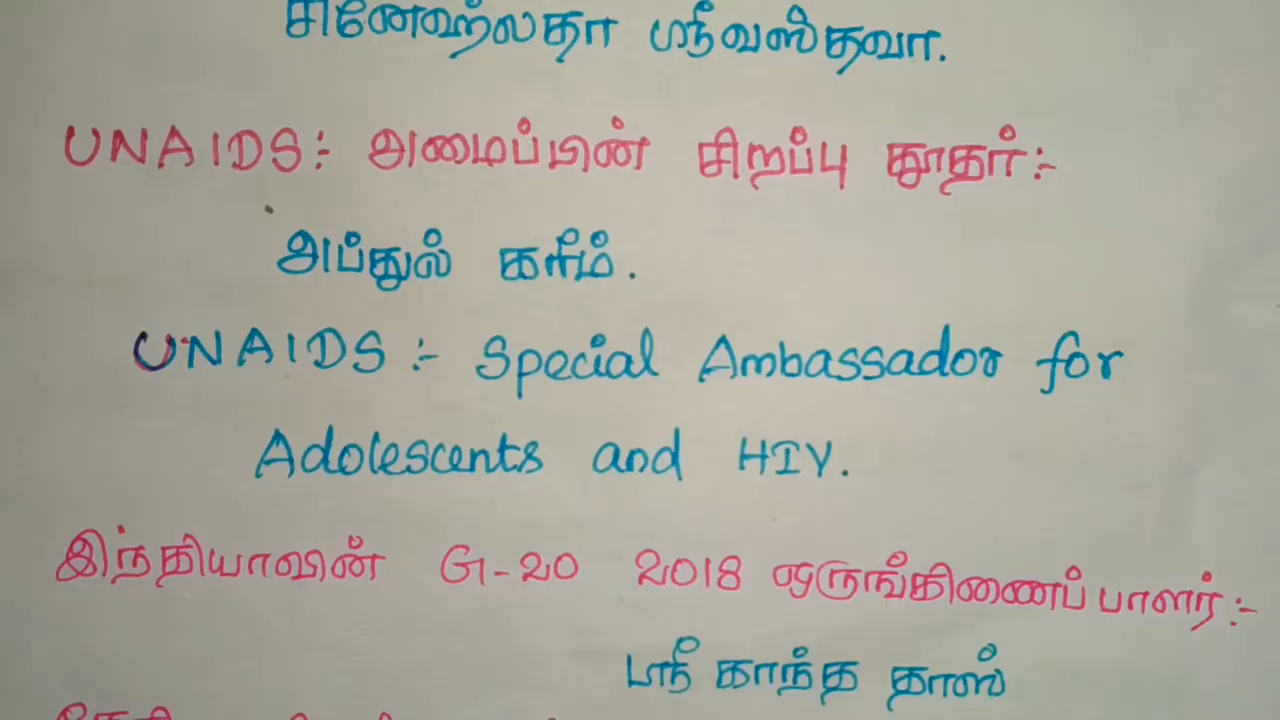 சினேஹலதா ஸ்ரீவஸ்தவா.
UNAIDS:- அமைப்பின் சிறப்பு தூதர்:-
அப்துல் கரீம்.
UNAIDS :- Special Ambassador for
Adolescents and HIV.
இந்தியாவின் G-20 2018 ஒருங்கிணைப்பாளர்:-
ஸ்ரீ காந்த தாஸ்